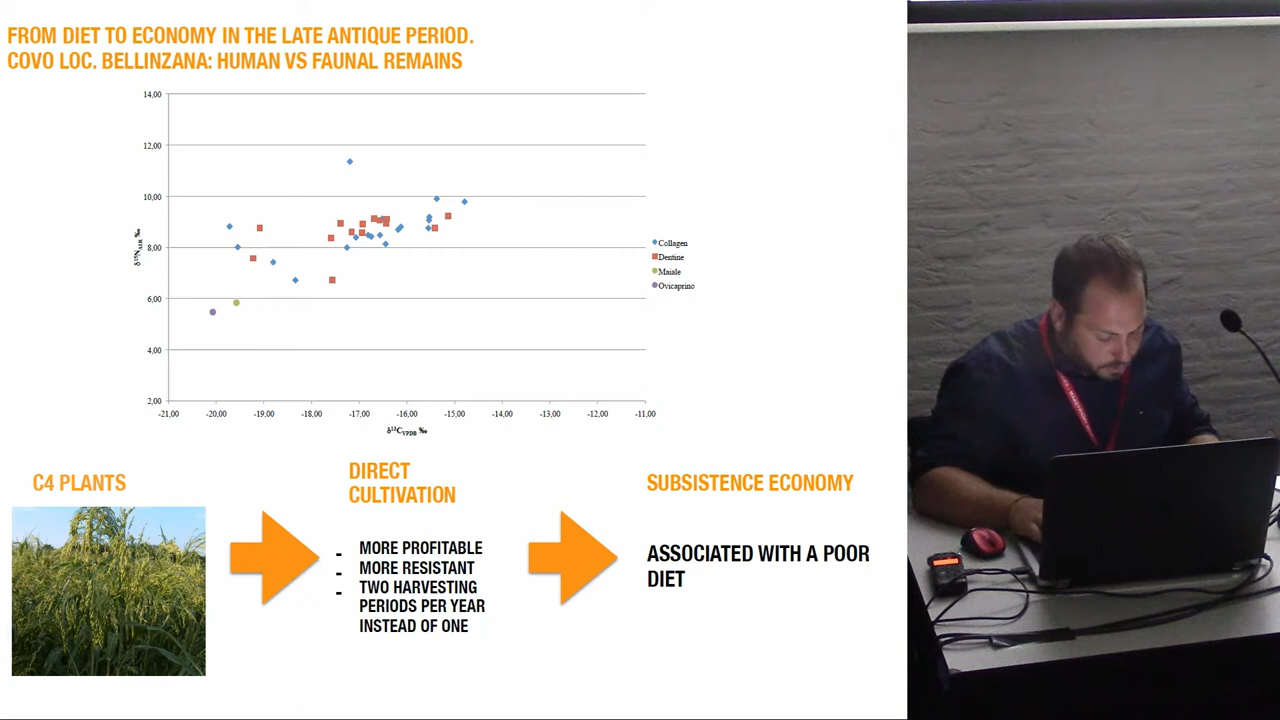 FROM DIET TO ECONOMY IN THE LATE ANTIQUE PERIOD.
COVO LOC. BELLINZANA: HUMAN VS FAUNAL REMAINS
14,00
12,00
10,00
8,00
6,00
4,00
2,00
δ¹⁵N_AIR ‰
-21,00 -20,00 -19,00 -18,00 -17,00 -16,00 -15,00 -14,00 -13,00 -12,00 -11,00
δ¹³C_VPDB ‰
Collagen
Dentine
Maiale
Ovicaprino
C4 PLANTS
DIRECT
CULTIVATION
- MORE PROFITABLE
- MORE RESISTANT
- TWO HARVESTING
PERIODS PER YEAR
INSTEAD OF ONE
SUBSISTENCE ECONOMY
ASSOCIATED WITH A POOR
DIET